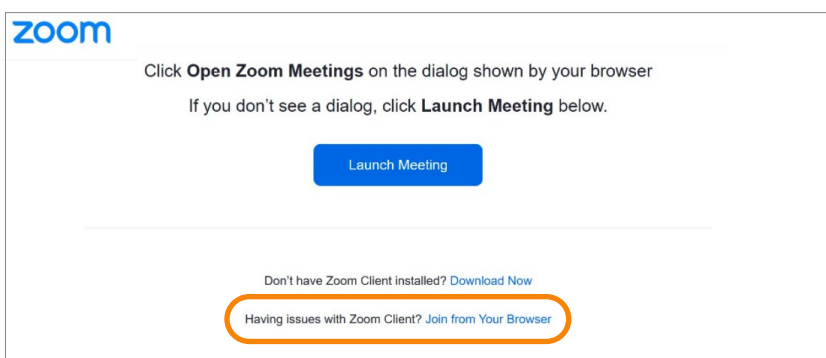 zoom
Click Open Zoom Meetings on the dialog shown by your browser
If you don’t see a dialog, click Launch Meeting below.
Launch Meeting
Don’t have Zoom Client installed? Download Now
Having issues with Zoom Client? Join from Your Browser